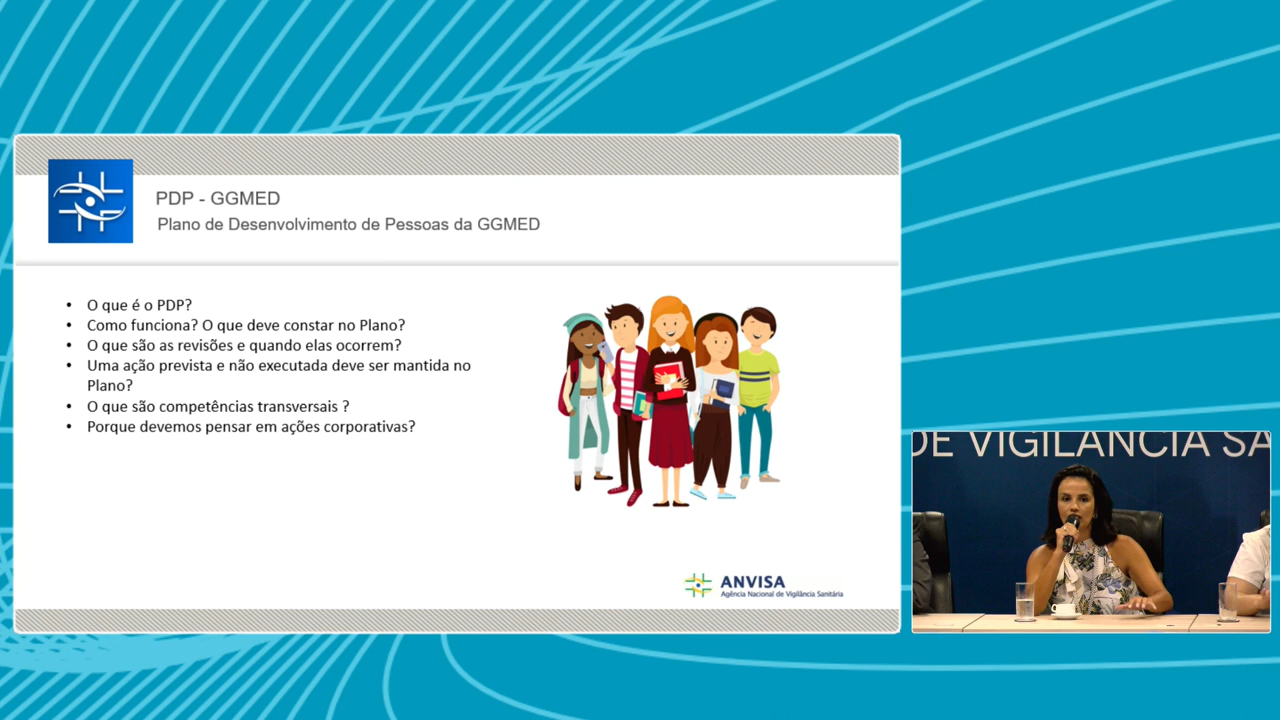 PDP - GGMED
Plano de Desenvolvimento de Pessoas da GGMED
• O que é o PDP?
• Como funciona? O que deve constar no Plano?
• O que são as revisões e quando elas ocorrem?
• Uma ação prevista e não executada deve ser mantida no
Plano?
• O que são competências transversais ?
• Porque devemos pensar em ações corporativas?
ANVISA
Agência Nacional de Vigilância Sanitária
DE VIGILÂNCIA SA